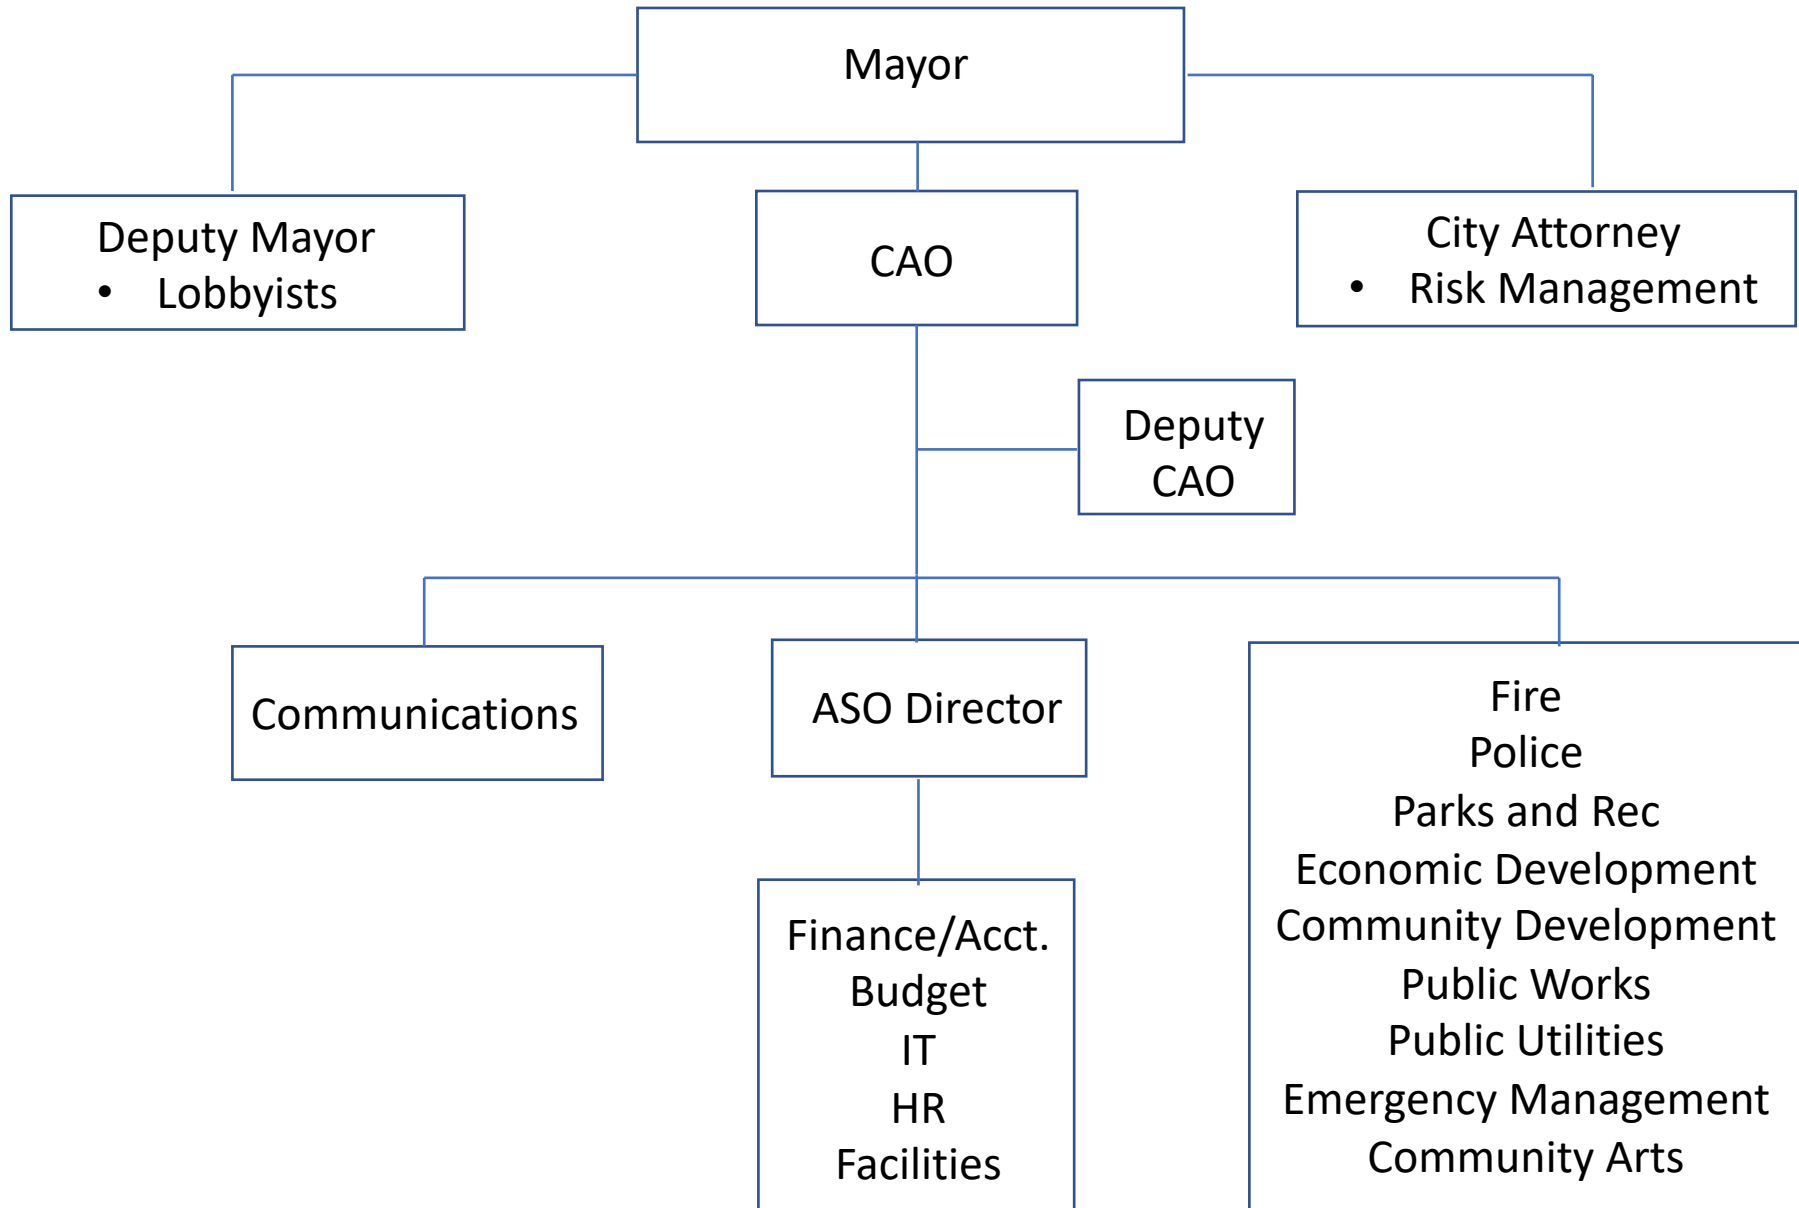 Mayor
Deputy Mayor
• Lobbyists
CAO
City Attorney
• Risk Management
Deputy
CAO
Communications
ASO Director
Fire
Police
Parks and Rec
Economic Development
Community Development
Public Works
Public Utilities
Emergency Management
Community Arts
Finance/Acct.
Budget
IT
HR
Facilities